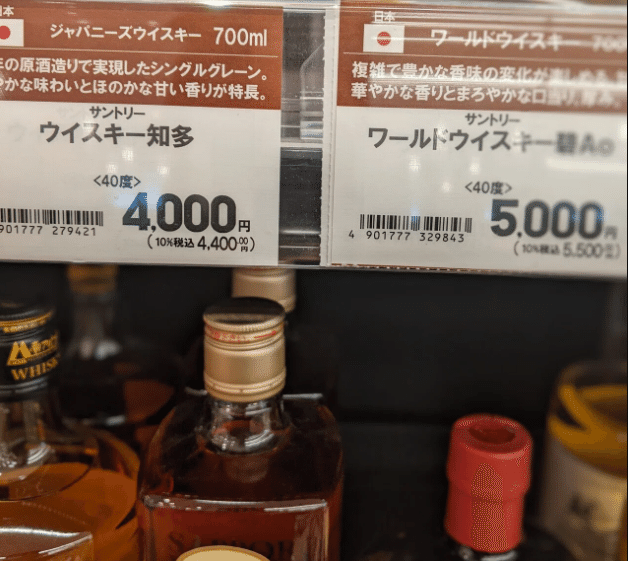 日本
ジャパニーズウイスキー 700ml
の原酒造りで実現したシングルグレーン。
やかな味わいとほのかな甘い香りが特長。
サントリー
ウイスキー知多
<40度>
4,000円
(10%税込 4,400.00円)
901777 279421
日本
ワールドウイスキー 700
複雑で豊かな香味の変化が楽しめる
華やかな香りとまろやかな口当り、厚み。
サントリー
ワールドウイスキー碧Ao
<40度>
5,000円
(10%税込 5,500.00円)
4 901777 329843
WHISK